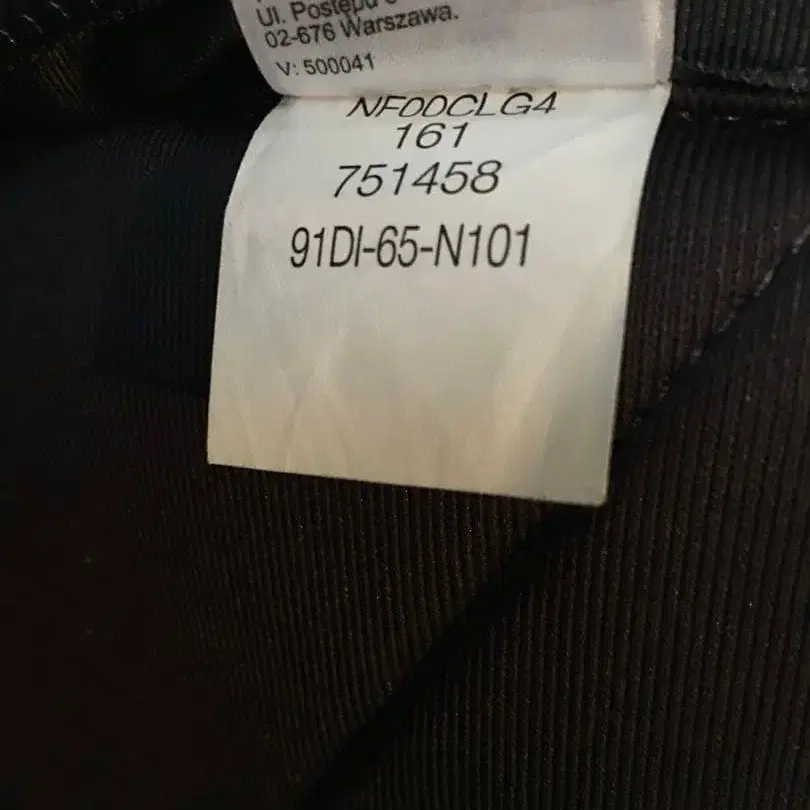 Ul. Postępu
02-676 Warszawa.
V: 500041
NF00CLG4
161
751458
91DI-65-N101